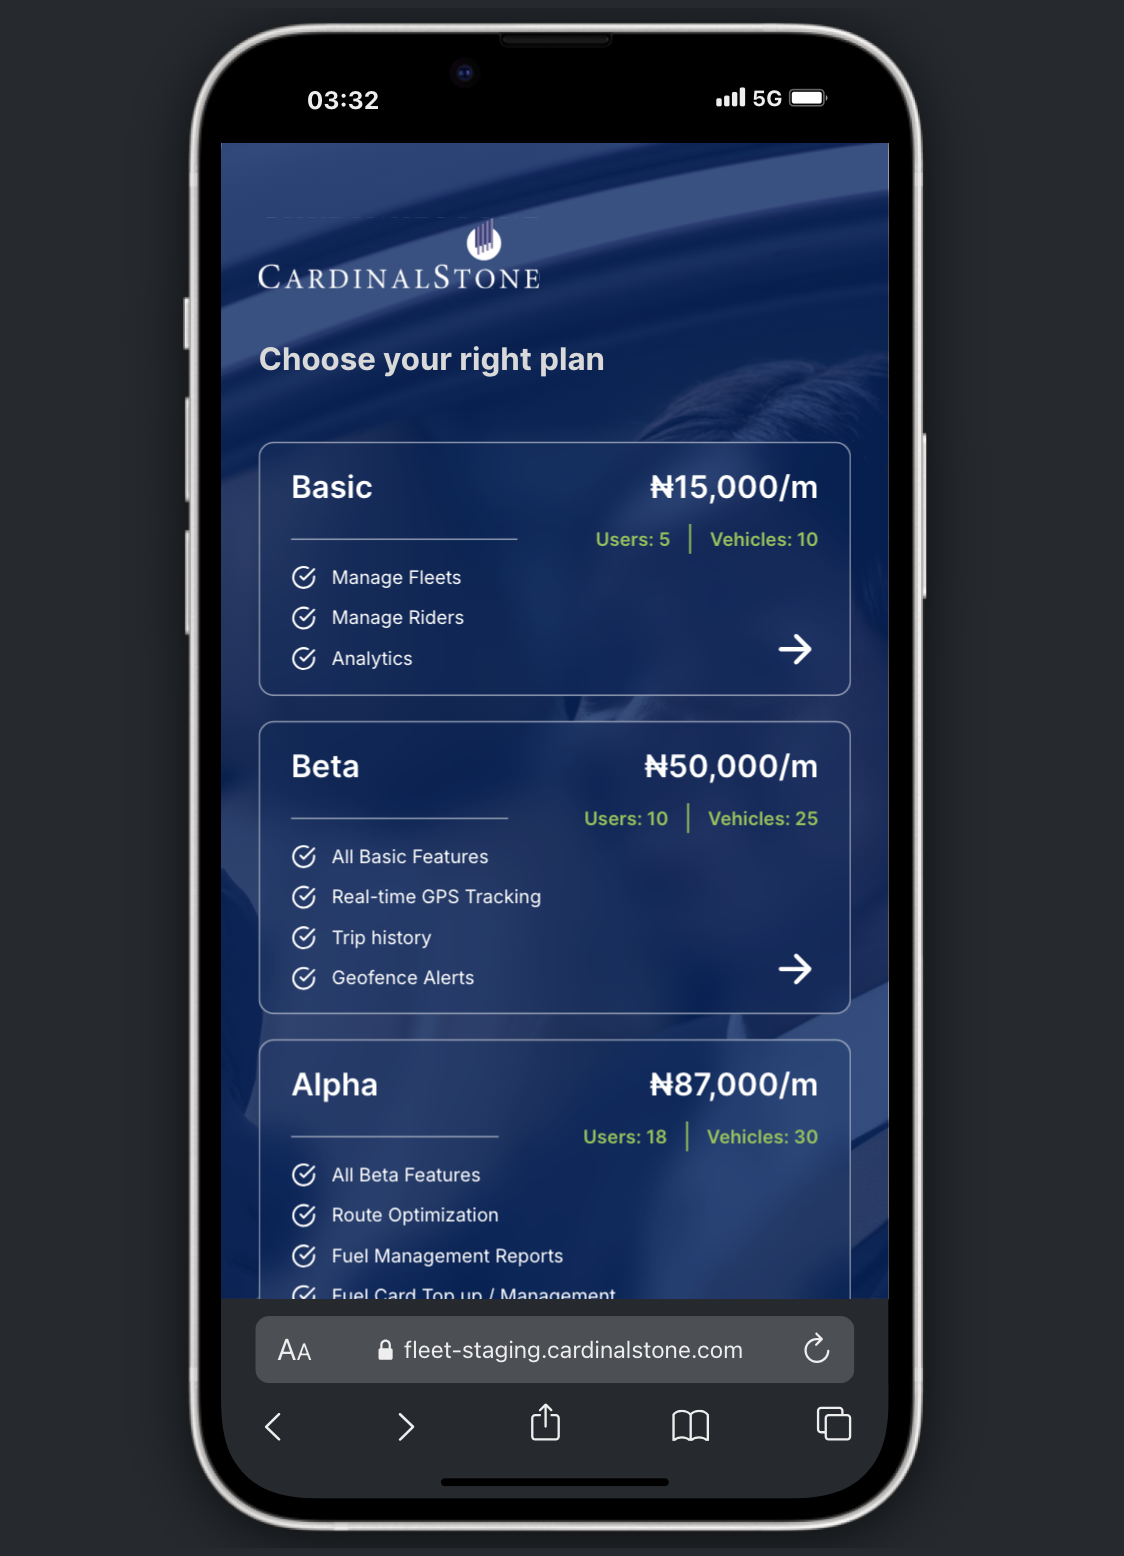 03:32
5G
CARDINALSTONE
Choose your right plan
Basic
₦15,000/m
Users: 5 | Vehicles: 10
Manage Fleets
Manage Riders
Analytics
Beta
₦50,000/m
Users: 10 | Vehicles: 25
All Basic Features
Real-time GPS Tracking
Trip history
Geofence Alerts
Alpha
₦87,000/m
Users: 18 | Vehicles: 30
All Beta Features
Route Optimization
Fuel Management Reports
Fuel Card Top up / Management
AA
fleet-staging.cardinalstone.com